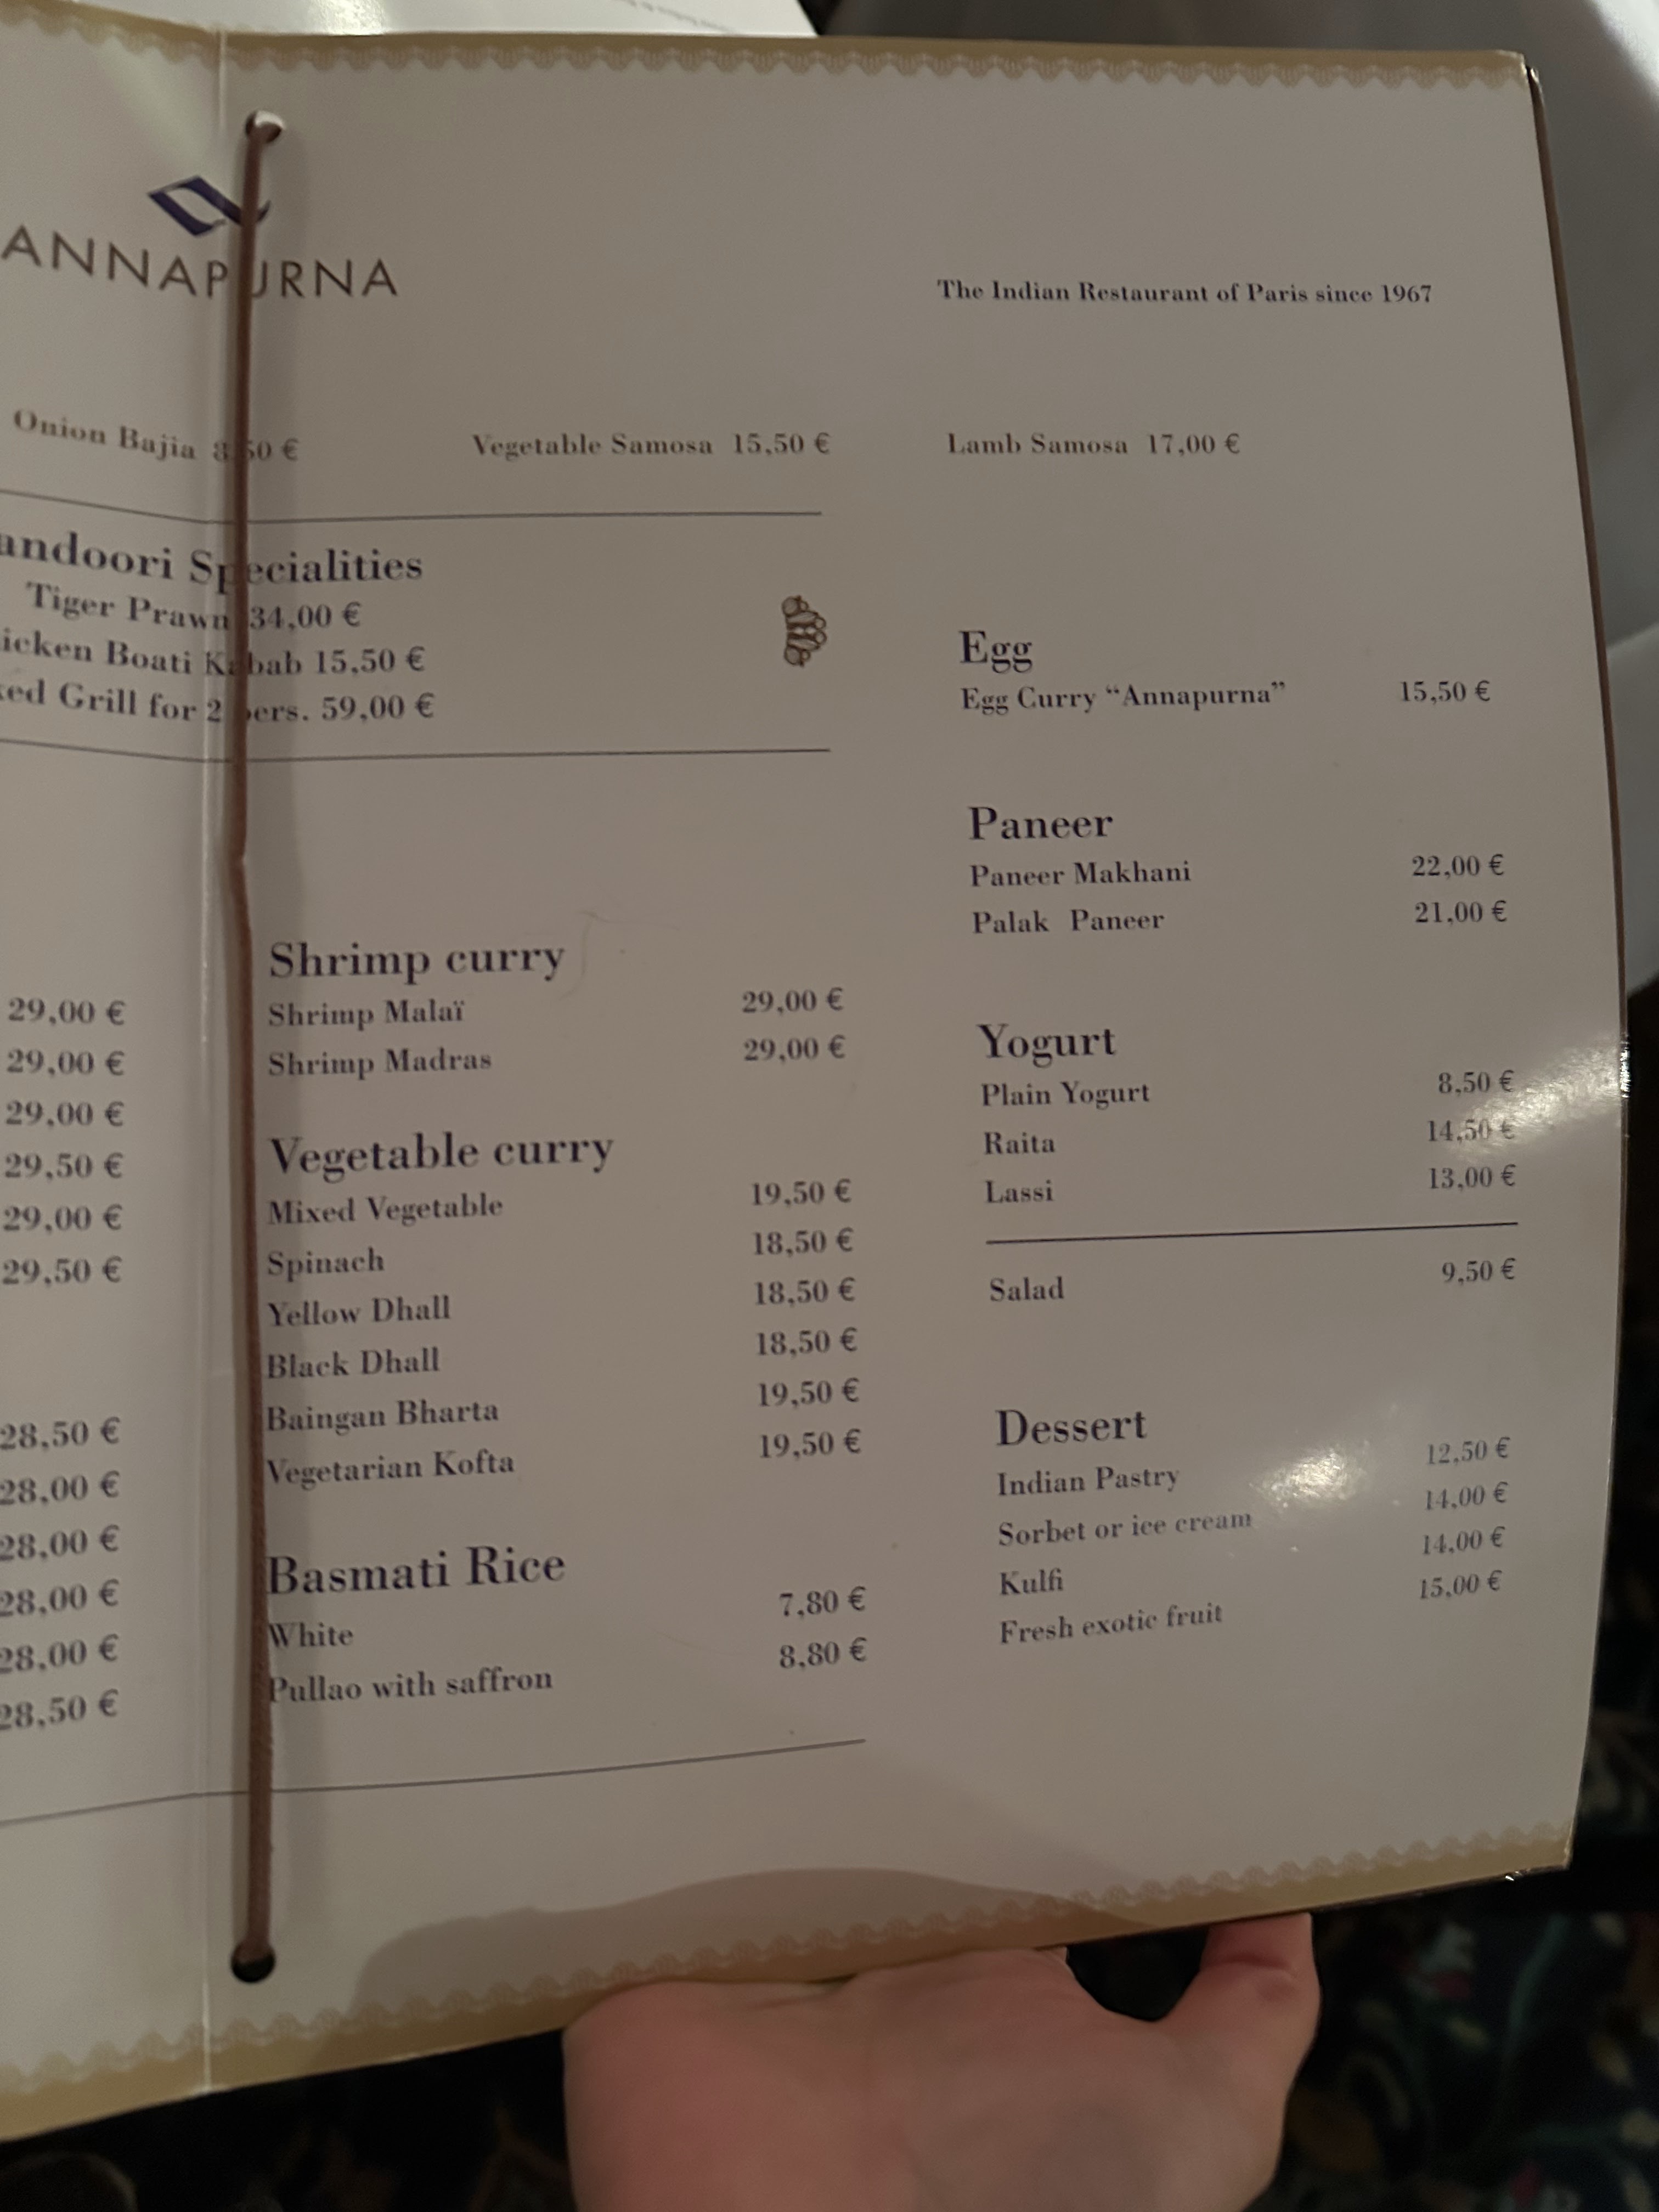 ANNAPURNA
The Indian Restaurant of Paris since 1967
Onion Bajia 8,50 €
Vegetable Samosa 15,50 €
Lamb Samosa 17,00 €
andoori Specialities
Tiger Prawn 34,00 €
icken Boati Kebab 15,50 €
ed Grill for 2 pers. 59,00 €
29,00 €
29,00 €
29,00 €
29,50 €
29,00 €
29,50 €
28,50 €
28,00 €
28,00 €
28,00 €
28,00 €
28,50 €
Shrimp curry
Shrimp Malaï 29,00 €
Shrimp Madras 29,00 €
Vegetable curry
Mixed Vegetable 19,50 €
Spinach 18,50 €
Yellow Dhall 18,50 €
Black Dhall 18,50 €
Baingan Bharta 19,50 €
Vegetarian Kofta 19,50 €
Basmati Rice
White 7,80 €
Pullao with saffron 8,80 €
Egg
Egg Curry “Annapurna” 15,50 €
Paneer
Paneer Makhani 22,00 €
Palak Paneer 21,00 €
Yogurt
Plain Yogurt 8,50 €
Raita 14,50 €
Lassi 13,00 €
Salad 9,50 €
Dessert
Indian Pastry 12,50 €
Sorbet or ice cream 14,00 €
Kulfi 14,00 €
Fresh exotic fruit 15,00 €